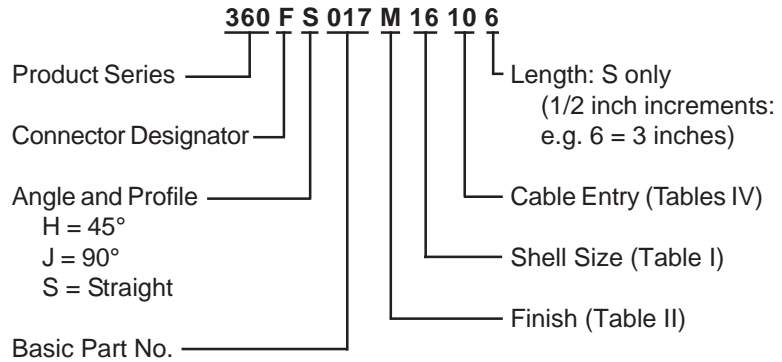 360 F S 017 M 16 10 6
Product Series
Connector Designator
Angle and Profile
H = 45°
J = 90°
S = Straight
Basic Part No.
Length: S only
(1/2 inch increments:
e.g. 6 = 3 inches)
Cable Entry (Tables IV)
Shell Size (Table I)
Finish (Table II)